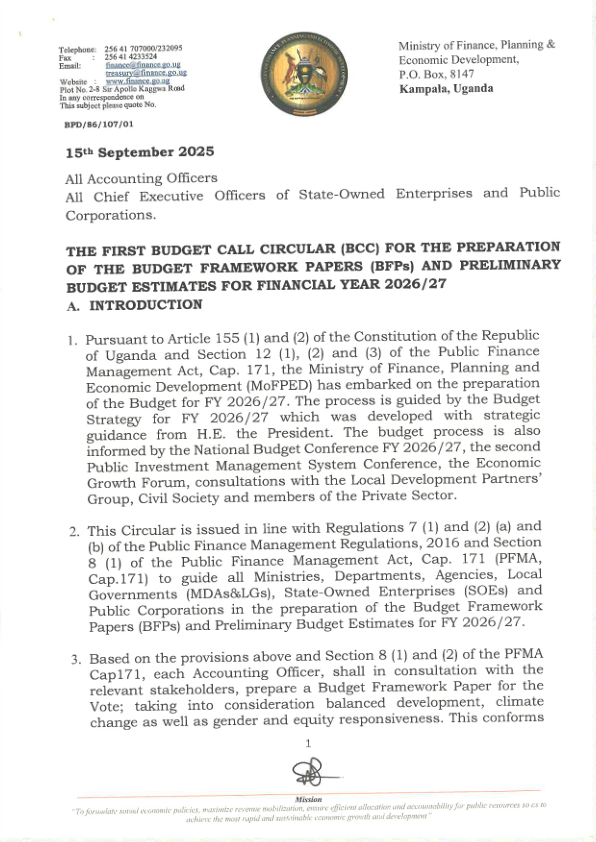 Telephone: 256 41 707000/232095
Fax : 256 41 4233524
Email: finance@finance.go.ug
treasury@finance.go.ug
Website : www.finance.go.ug
Plot No. 2-8 Sir Apollo Kaggwa Road
In any correspondence on
This subject please quote No.
BPD/86/107/01
Ministry of Finance, Planning &
Economic Development,
P.O. Box, 8147
Kampala, Uganda
15th September 2025
All Accounting Officers
All Chief Executive Officers of State-Owned Enterprises and Public
Corporations.
THE FIRST BUDGET CALL CIRCULAR (BCC) FOR THE PREPARATION
OF THE BUDGET FRAMEWORK PAPERS (BFPs) AND PRELIMINARY
BUDGET ESTIMATES FOR FINANCIAL YEAR 2026/27
A. INTRODUCTION
1. Pursuant to Article 155 (1) and (2) of the Constitution of the Republic
of Uganda and Section 12 (1), (2) and (3) of the Public Finance
Management Act, Cap. 171, the Ministry of Finance, Planning and
Economic Development (MoFPED) has embarked on the preparation
of the Budget for FY 2026/27. The process is guided by the Budget
Strategy for FY 2026/27 which was developed with strategic
guidance from H.E. the President. The budget process is also
informed by the National Budget Conference FY 2026/27, the second
Public Investment Management System Conference, the Economic
Growth Forum, consultations with the Local Development Partners'
Group, Civil Society and members of the Private Sector.
2. This Circular is issued in line with Regulations 7 (1) and (2) (a) and
(b) of the Public Finance Management Regulations, 2016 and Section
8 (1) of the Public Finance Management Act, Cap. 171 (PFMA,
Cap.171) to guide all Ministries, Departments, Agencies, Local
Governments (MDAs&LGs), State-Owned Enterprises (SOEs) and
Public Corporations in the preparation of the Budget Framework
Papers (BFPs) and Preliminary Budget Estimates for FY 2026/27.
3. Based on the provisions above and Section 8 (1) and (2) of the PFMA
Cap171, each Accounting Officer, shall in consultation with the
relevant stakeholders, prepare a Budget Framework Paper for the
Vote; taking into consideration balanced development, climate
change as well as gender and equity responsiveness. This conforms
1
Mission
"To formulate sound economic policies, maximize revenue mobilization, ensure efficient allocation and accountability for public resources so as to
achieve the most rapid and sustainable economic growth and development"